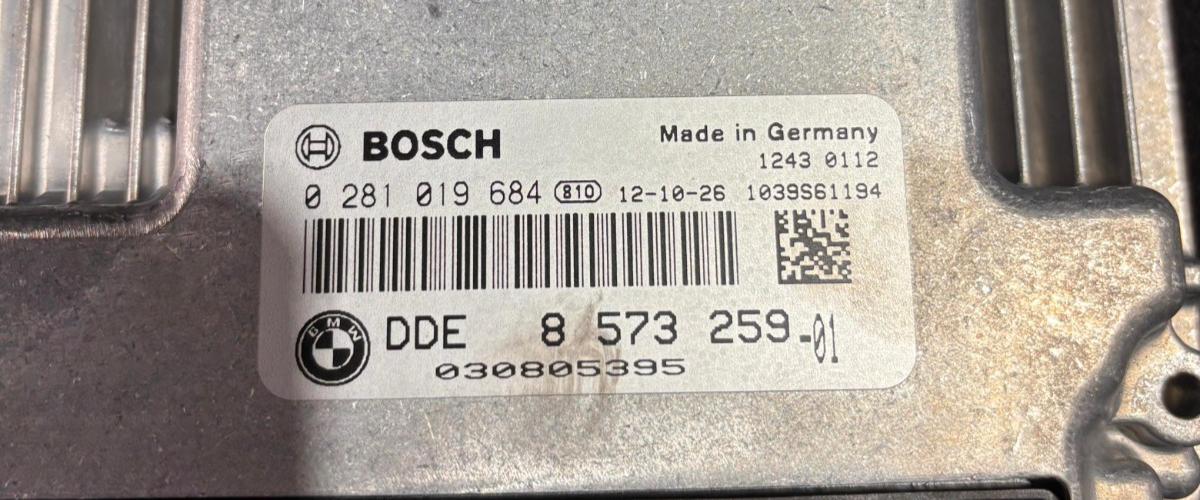 BOSCH
Made in Germany
1243 0112
0 281 019 684 810 12-10-26 1039S61194
BMW
DDE 8 573 259-01
030805395